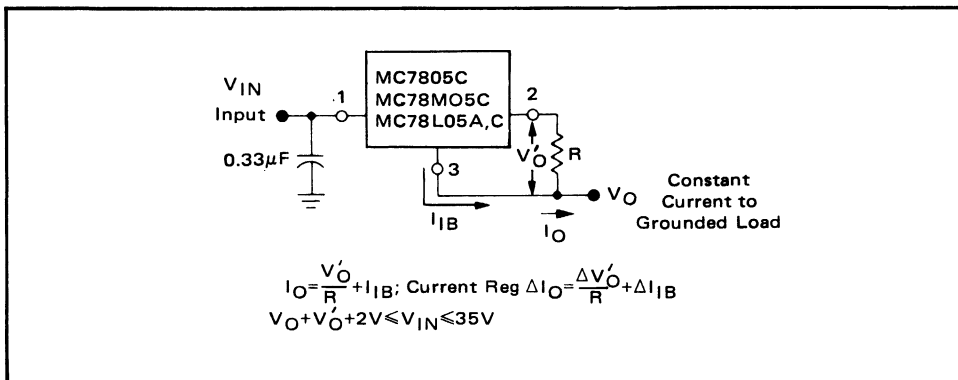 VIN
Input
1
MC7805C
MC78MO5C
MC78L05A,C
2
0.33μF
3
V'O
R
IIB
IO
VO
Constant
Current to
Grounded Load
IO=V'O/R+IIB; Current Reg ΔIO=ΔV'O/R+ΔIIB
VO+V'O+2V≤VIN≤35V